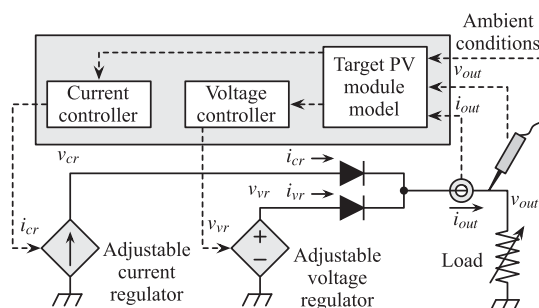 Ambient
conditions
Target PV
module
model
v_out
i_out
Current
controller
Voltage
controller
v_cr
i_cr
v_vr
i_vr
i_cr
v_vr
+
−
i_out
v_out
Adjustable
current
regulator
Adjustable
voltage
regulator
Load